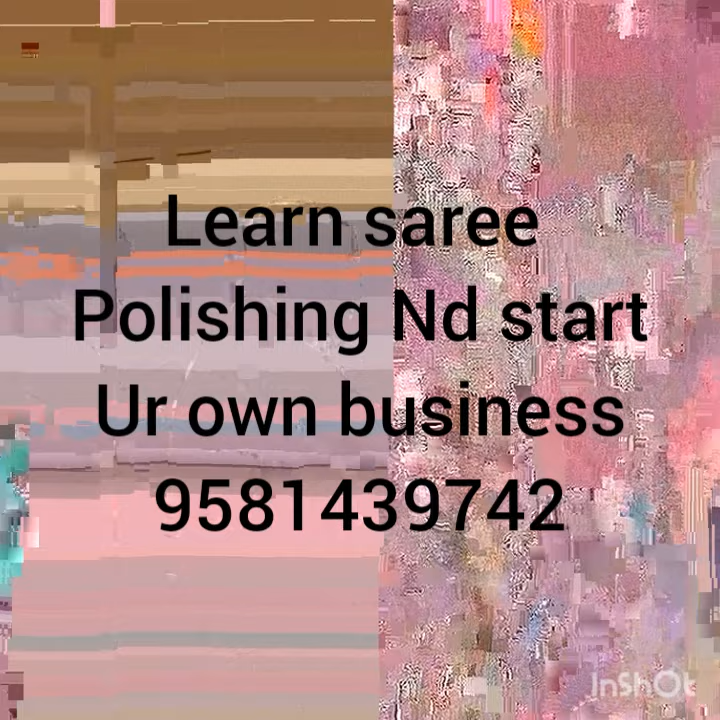 Learn saree
Polishing Nd start
Ur own business
9581439742
InShOt